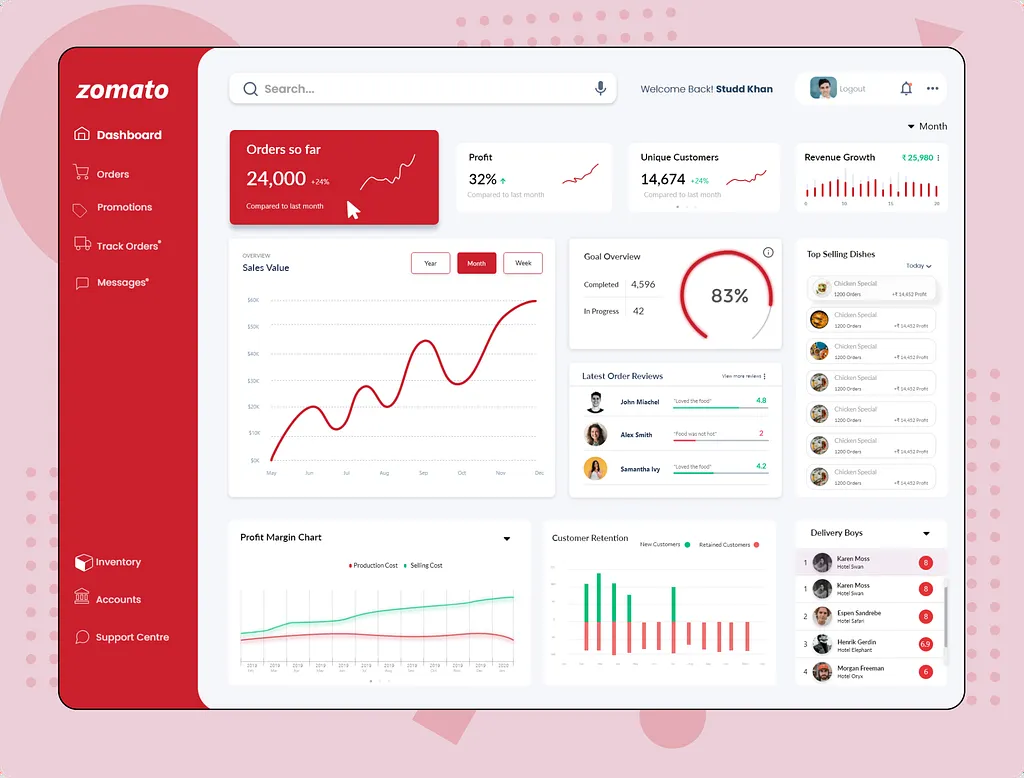 zomato
Dashboard
Orders
Promotions
Track Orders
Messages
Inventory
Accounts
Support Centre
Search...
Welcome Back! Studd Khan
Logout
Month
Orders so far
24,000 +24%
Compared to last month
Profit
32%
Compared to last month
Unique Customers
14,674 +24%
Compared to last month
Revenue Growth ₹ 25,980
5 10 15 20
OVERVIEW
Sales Value
Year Month Week
$60K
$50K
$40K
$30K
$20K
$10K
$0K
May Jun Jul Aug Sep Oct Nov Dec
Goal Overview
Completed 4,596
In Progress 42
83%
Latest Order Reviews View more reviews
John Miachel "Loved the food" 4.8
Alex Smith "Food was not hot" 2
Samantha Ivy "Loved the food" 4.2
Top Selling Dishes
Today
Chicken Special
1200 Orders +₹ 14,452 Profit
Chicken Special
1200 Orders +₹ 14,452 Profit
Chicken Special
1200 Orders +₹ 14,452 Profit
Chicken Special
1200 Orders +₹ 14,452 Profit
Chicken Special
1200 Orders +₹ 14,452 Profit
Chicken Special
1200 Orders +₹ 14,452 Profit
Chicken Special
1200 Orders +₹ 14,452 Profit
Profit Margin Chart
Production Cost Selling Cost
2019 2019 2019 2019 2019 2019 2019 2019 2019 2019 2019 2020
Customer Retention
New Customers Retained Customers
Delivery Boys
1 Karen Moss 8
Hotel Swan
1 Karen Moss 8
Hotel Swan
2 Espen Sandrebe 8
Hotel Safari
3 Henrik Gerdin 6.9
Hotel Elephant
4 Morgan Freeman 6
Hotel Oryx